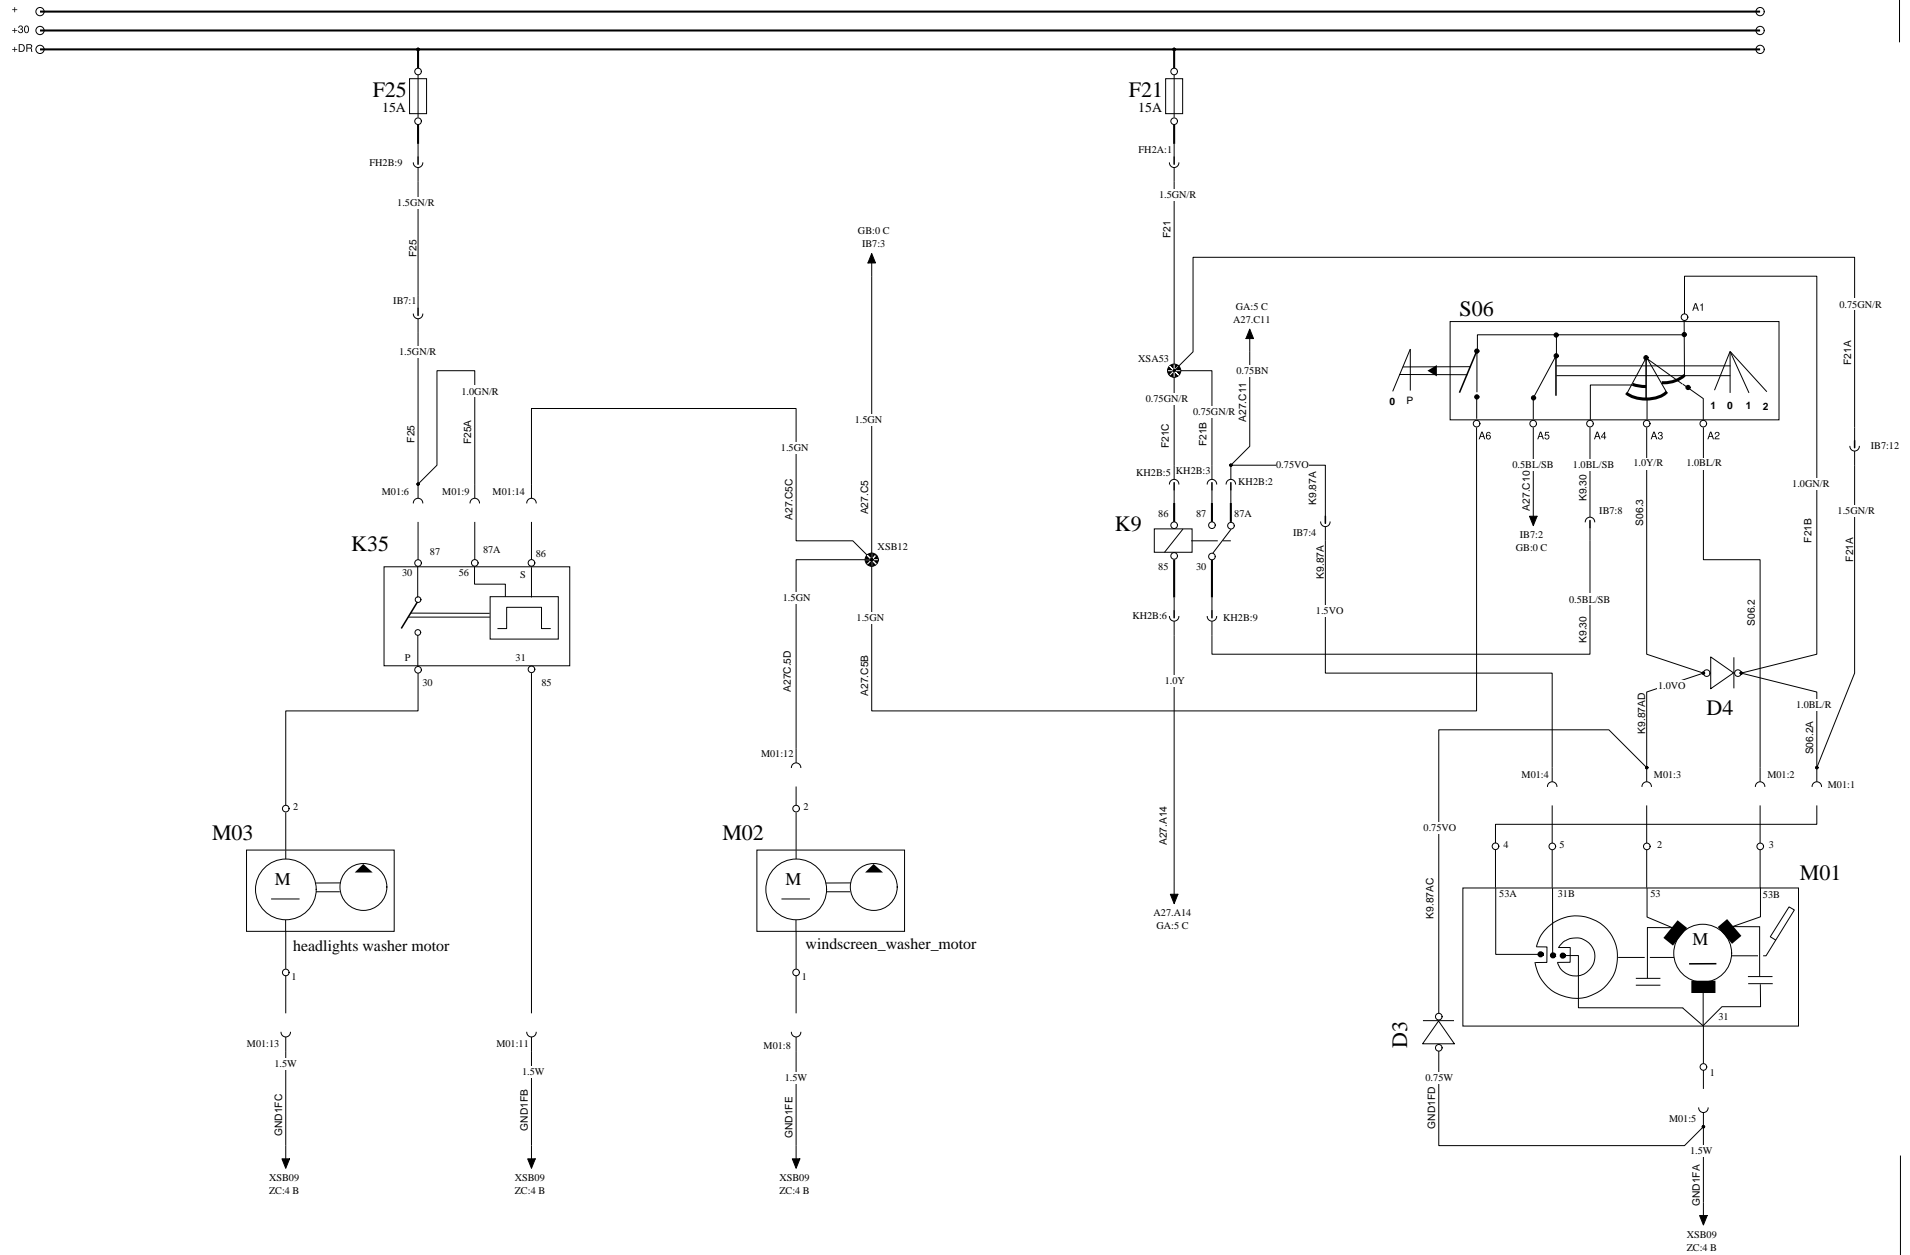 +
+30
+DR
F25
15A
F21
15A
FH2B:9
FH2A:1
1.5GN/R
1.5GN/R
F25
F21
GB:0 C
IB7:3
IB7:1
GA:5 C
A27.C11
S06
A1
0.75GN/R
1.5GN/R
XSA53
0.75BN
F21A
1.0GN/R
0.75GN/R
0.75GN/R
A27.C11
0 P
1 0 1 2
F25
F25A
1.5GN
1.5GN
F21C
F21B
A6
A5
A4
A3
A2
IB7:12
KH2B:5
KH2B:3
KH2B:2
0.75VO
0.5BL/SB
1.0BL/SB
1.0Y/R
1.0BL/R
M01:6
M01:9
M01:14
A27.C5C
A27.C5
K9.87A
A27.C10
K9.30
S06.3
1.0GN/R
1.5GN/R
F21B
F21A
K9
86
87
87A
IB7:4
IB7:8
IB7:2
GB:0 C
K35
87
87A
86
XSB12
85
30
K9.87A
30
56
S
1.5GN
1.5GN
KH2B:6
KH2B:9
1.5VO
0.5BL/SB
K9.30
S06.2
P
31
30
85
A27C.5D
A27.C5B
1.0Y
1.0VO
D4
1.0BL/R
K9.87AD
S06.2A
M01:12
M01:4
M01:3
M01:2
M01:1
2
2
M03
M02
A27.A14
0.75VO
4
5
2
3
M01
M
M
K9.87AC
53A
31B
53
53B
A27.A14
GA:5 C
headlights washer motor
windscreen_washer_motor
M
1
1
31
D3
M01:13
M01:11
M01:8
1.5W
1.5W
1.5W
0.75W
1
GND1FC
GND1FB
GND1FE
GND1FD
M01:5
1.5W
XSB09
ZC:4 B
XSB09
ZC:4 B
XSB09
ZC:4 B
GND1FA
XSB09
ZC:4 B